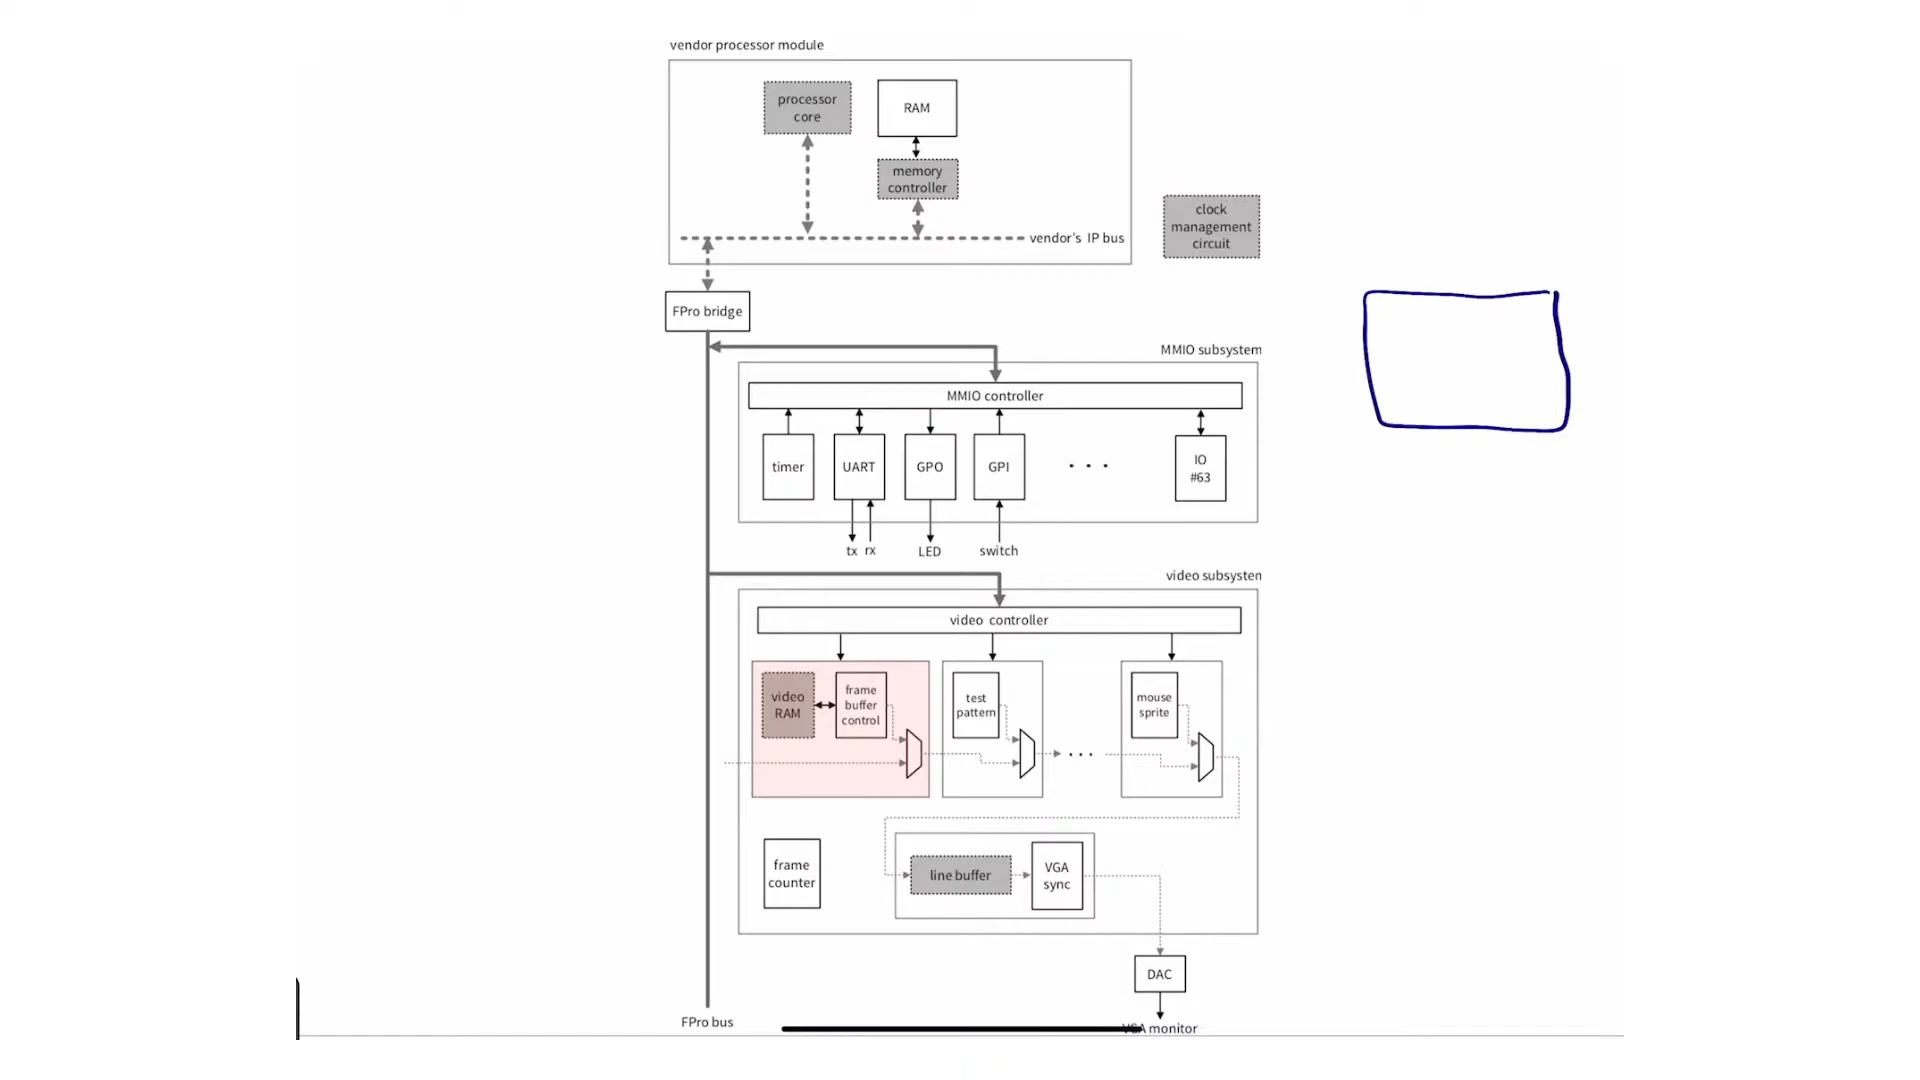 vendor processor module
processor
core
RAM
memory
controller
vendor's IP bus
clock
management
circuit
FPro bridge
MMIO subsystem
MMIO controller
timer
UART
GPO
GPI
. . .
IO
#63
tx rx
LED
switch
video subsystem
video controller
video
RAM
frame
buffer
control
test
pattern
. . .
mouse
sprite
frame
counter
line buffer
VGA
sync
DAC
FPro bus
VGA monitor